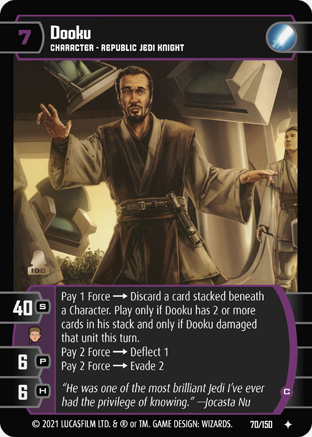 7
Dooku
CHARACTER - REPUBLIC JEDI KNIGHT
IDC
40 S
Pay 1 Force → Discard a card stacked beneath
a Character. Play only if Dooku has 2 or more
cards in his stack and only if Dooku damaged
that unit this turn.
6 P
Pay 2 Force → Deflect 1
Pay 2 Force → Evade 2
6 H
“He was one of the most brilliant Jedi I’ve ever
had the privilege of knowing.” —Jocasta Nu
C
© 2021 LUCASFILM LTD. & ® or TM. GAME DESIGN: WIZARDS.
70/150